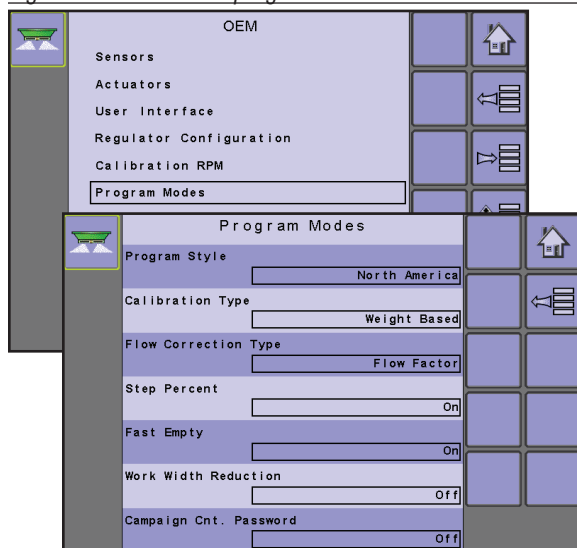 OEM
Sensors
Actuators
User Interface
Regulator Configuration
Calibration RPM
Program Modes
Program Modes
Program Style
North America
Calibration Type
Weight Based
Flow Correction Type
Flow Factor
Step Percent
On
Fast Empty
On
Work Width Reduction
Off
Campaign Cnt. Password
Off